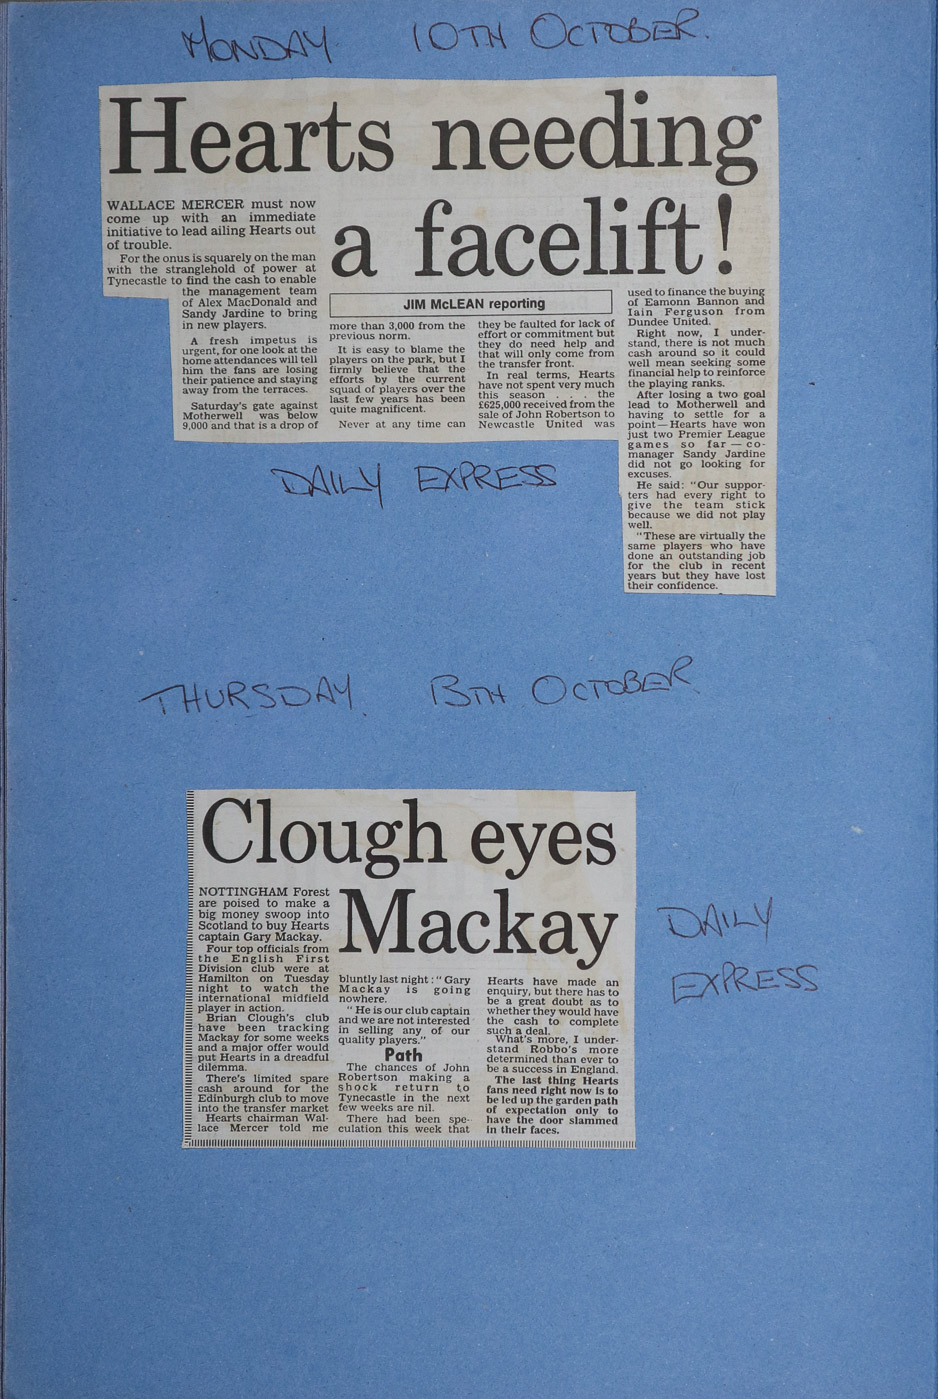 MONDAY 10TH OCTOBER.
Hearts needing
a facelift!
WALLACE MERCER must now
come up with an immediate
initiative to lead ailing Hearts out
of trouble.
For the onus is squarely on the man
with the stranglehold of power at
Tynecastle to find the cash to enable
the management team
of Alex MacDonald and
Sandy Jardine to bring
in new players.
A fresh impetus is
urgent, for one look at the
home attendances will tell
him the fans are losing
their patience and staying
away from the terraces.
Saturday's gate against
Motherwell was below
9,000 and that is a drop of
JIM McLEAN reporting
more than 3,000 from the
previous norm.
It is easy to blame the
players on the park, but I
firmly believe that the
efforts by the current
squad of players over the
last few years has been
quite magnificent.
Never at any time can
they be faulted for lack of
effort or commitment but
they do need help and
that will only come from
the transfer front.
In real terms, Hearts
have not spent very much
this season . . . the
£625,000 received from the
sale of John Robertson to
Newcastle United was
used to finance the buying
of Eamonn Bannon and
Iain Ferguson from
Dundee United.
Right now, I under-
stand, there is not much
cash around so it could
well mean seeking some
financial help to reinforce
the playing ranks.
After losing a two goal
lead to Motherwell and
having to settle for a
point — Hearts have won
just two Premier League
games so far — co-
manager Sandy Jardine
did not go looking for
excuses.
He said: "Our suppor-
ters had every right to
give the team stick
because we did not play
well.
"These are virtually the
same players who have
done an outstanding job
for the club in recent
years but they have lost
their confidence.
DAILY EXPRESS
THURSDAY. 13TH OCTOBER.
Clough eyes
Mackay
NOTTINGHAM Forest
are poised to make a
big money swoop into
Scotland to buy Hearts
captain Gary Mackay.
Four top officials from
the English First
Division club were at
Hamilton on Tuesday
night to watch the
international midfield
player in action.
Brian Clough's club
have been tracking
Mackay for some weeks
and a major offer would
put Hearts in a dreadful
dilemma.
There's limited spare
cash around for the
Edinburgh club to move
into the transfer market
Hearts chairman Wal-
lace Mercer told me
bluntly last night : "Gary
Mackay is going
nowhere.
"He is our club captain
and we are not interested
in selling any of our
quality players."
Path
The chances of John
Robertson making a
shock return to
Tynecastle in the next
few weeks are nil.
There had been spe-
culation this week that
Hearts have made an
enquiry, but there has to
be a great doubt as to
whether they would have
the cash to complete
such a deal.
What's more, I under-
stand Robbo's more
determined than ever to
be a success in England.
The last thing Hearts
fans need right now is to
be led up the garden path
of expectation only to
have the door slammed
in their faces.
DAILY
EXPRESS